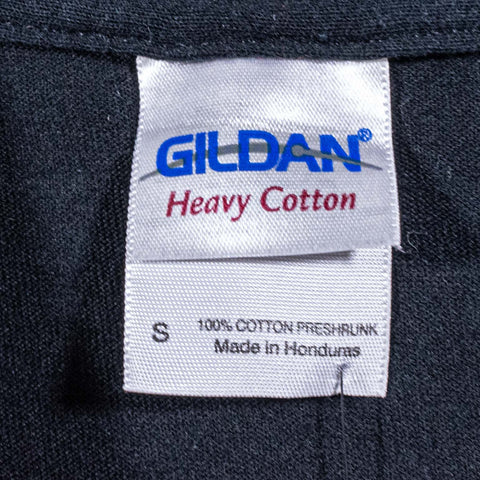 GILDAN®
Heavy Cotton
S 100% COTTON PRESHRUNK
Made in Honduras